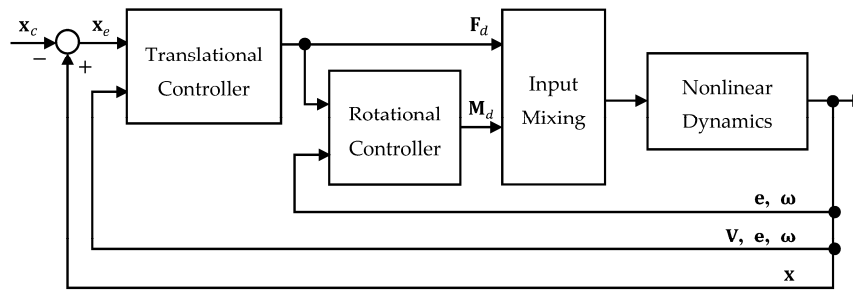 x_c
x_e
−
+
Translational
Controller
F_d
Rotational
Controller
M_d
Input
Mixing
Nonlinear
Dynamics
e, ω
V, e, ω
x